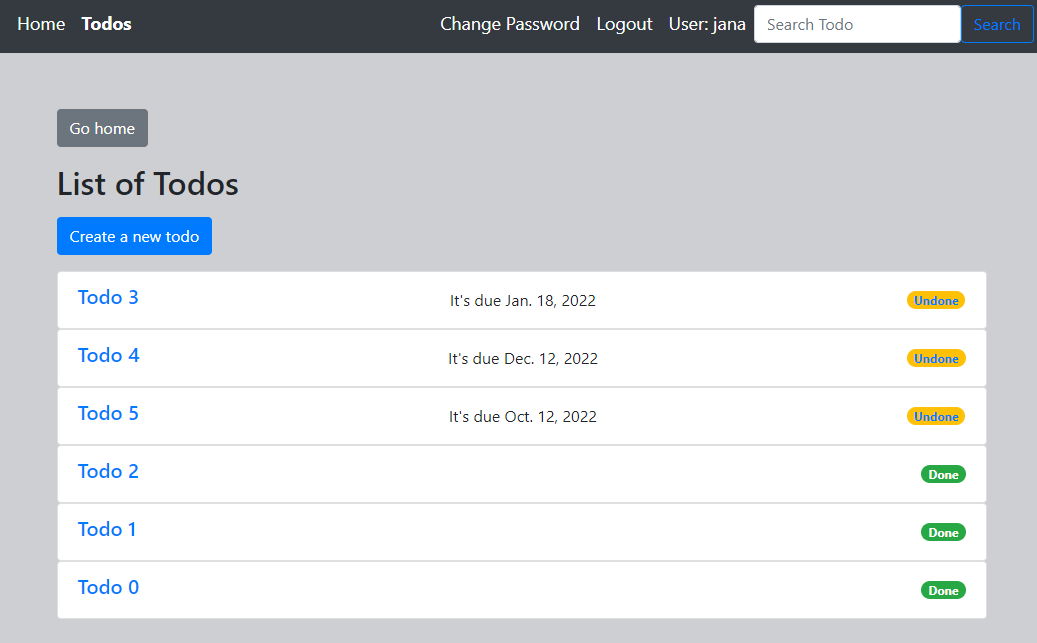 Home Todos Change Password Logout User: jana Search Todo Search
Go home
List of Todos
Create a new todo
Todo 3 It's due Jan. 18, 2022 Undone
Todo 4 It's due Dec. 12, 2022 Undone
Todo 5 It's due Oct. 12, 2022 Undone
Todo 2 Done
Todo 1 Done
Todo 0 Done